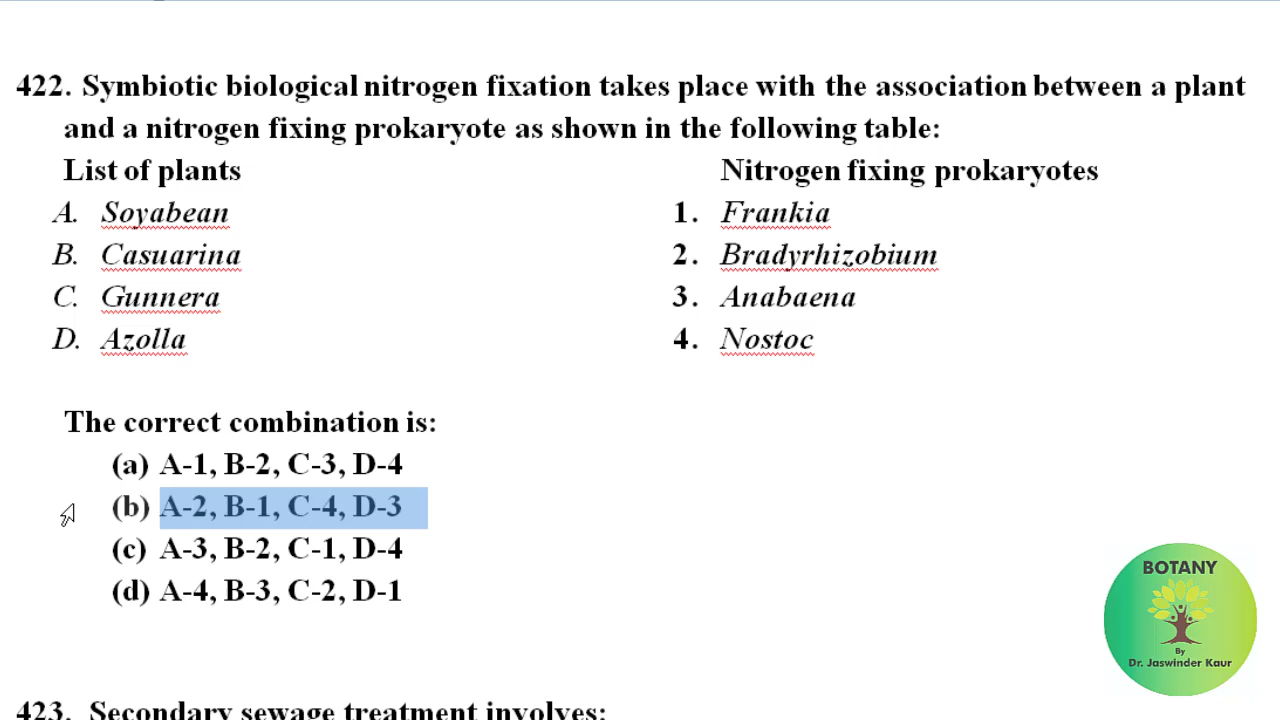 422. Symbiotic biological nitrogen fixation takes place with the association between a plant
and a nitrogen fixing prokaryote as shown in the following table:
List of plants Nitrogen fixing prokaryotes
A. Soyabean 1. Frankia
B. Casuarina 2. Bradyrhizobium
C. Gunnera 3. Anabaena
D. Azolla 4. Nostoc
The correct combination is:
(a) A-1, B-2, C-3, D-4
(b) A-2, B-1, C-4, D-3
(c) A-3, B-2, C-1, D-4
(d) A-4, B-3, C-2, D-1
BOTANY
By
Dr. Jaswinder Kaur
423. Secondary sewage treatment involves: